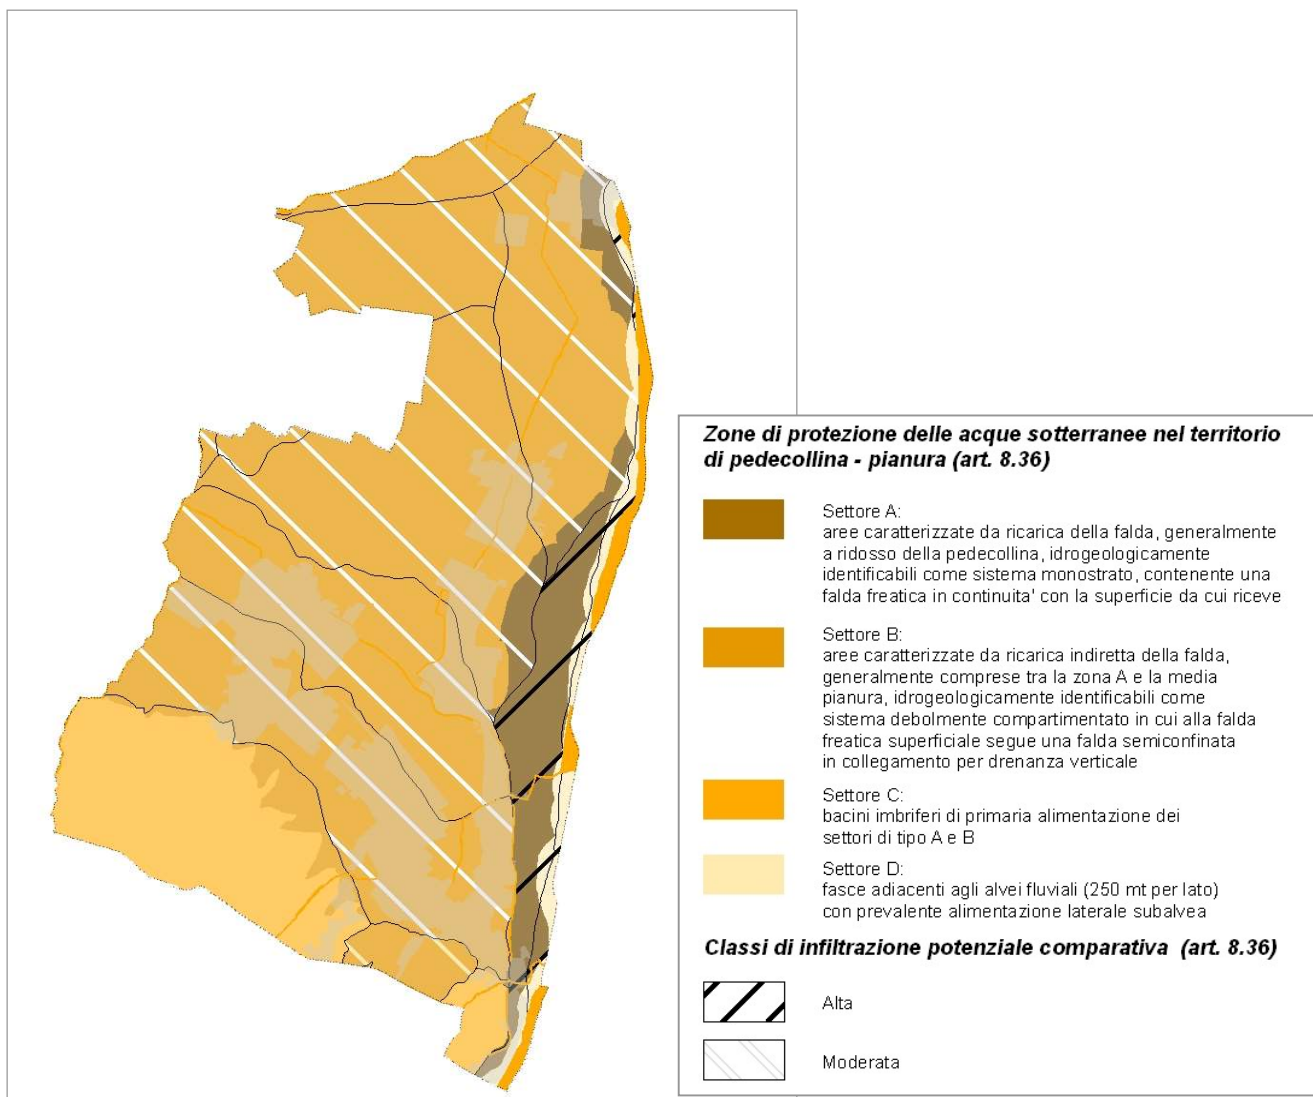 Zone di protezione delle acque sotterranee nel territorio
di pedecollina - pianura (art. 8.36)
Settore A:
aree caratterizzate da ricarica della falda, generalmente
a ridosso della pedecollina, idrogeologicamente
identificabili come sistema monostrato, contenente una
falda freatica in continuita' con la superficie da cui riceve
Settore B:
aree caratterizzate da ricarica indiretta della falda,
generalmente comprese tra la zona A e la media
pianura, idrogeologicamente identificabili come
sistema debolmente compartimentato in cui alla falda
freatica superficiale segue una falda semiconfinata
in collegamento per drenanza verticale
Settore C:
bacini imbriferi di primaria alimentazione dei
settori di tipo A e B
Settore D:
fasce adiacenti agli alvei fluviali (250 mt per lato)
con prevalente alimentazione laterale subalvea
Classi di infiltrazione potenziale comparativa (art. 8.36)
Alta
Moderata